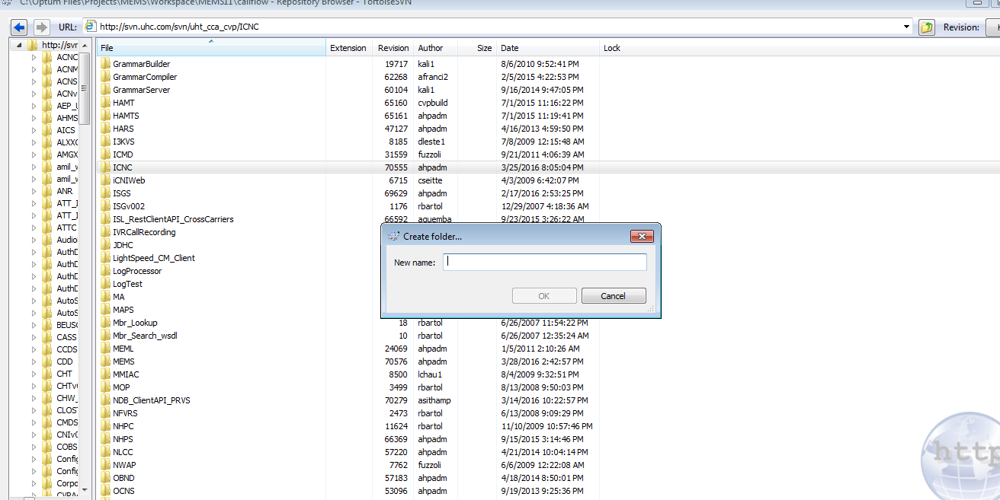 C:\Optum Files\Projects\MEMS\Workspace\MEMS11\callflow - Repository Browser - TortoiseSVN
URL: http://svn.uhc.com/svn/uht_cca_cvp/ICNC Revision: H
http://svr
ACNC
ACNM
ACNS
ACNv
AEP_U
AHMS
AICS
ALXXC
AMGX
amil_w
amil_w
ANR
ATT_I
ATT_I
ATTC
Audio
AuthD
AuthD
AuthD
AuthD
AutoS
AutoS
BEUSC
CASS
CCDS
CDD
CHT
CHTv
CHW_
CLOST
CMDS
CNIv0
COBS
Config
Config
Corpo
CVPA
File Extension Revision Author Size Date Lock
GrammarBuilder 19717 kali1 8/6/2010 9:52:41 PM
GrammarCompiler 62268 afranci2 2/5/2015 4:22:53 PM
GrammarServer 60104 kali1 9/16/2014 9:47:05 PM
HAMT 65160 cvpbuild 7/1/2015 11:16:22 PM
HAMTS 65161 ahpadm 7/1/2015 11:19:41 PM
HARS 47127 ahpadm 4/16/2013 4:59:50 PM
I3KVS 8185 dleste1 7/8/2009 12:15:48 AM
ICMD 31559 fuzzoli 9/21/2011 4:06:39 AM
ICNC 70555 ahpadm 3/25/2016 8:05:04 PM
iCNIWeb 6715 cseitte 4/3/2009 6:42:07 PM
ISGS 69629 ahpadm 2/17/2016 2:53:25 PM
ISGv002 1176 rbartol 12/29/2007 4:18:36 AM
ISL_RestClientAPI_CrossCarriers 66592 aguemba 9/23/2015 3:26:22 AM
IVRCallRecording
JDHC
LightSpeed_CM_Client
LogProcessor
LogTest
MA
MAPS
Create folder...
New name:
OK Cancel
Mbr_Lookup 18 rbartol 6/26/2007 11:54:22 PM
Mbr_Search_wsdl 10 rbartol 6/26/2007 12:35:24 AM
MEML 24069 ahpadm 1/5/2011 2:10:26 AM
MEMS 70576 ahpadm 3/28/2016 2:42:57 PM
MMIAC 8500 lchau1 8/4/2009 9:32:51 PM
MOP 3499 rbartol 8/13/2008 9:50:03 PM
NDB_ClientAPI_PRVS 70279 asithamp 3/14/2016 10:22:57 PM
NFVRS 2473 rbartol 6/13/2008 9:09:29 PM
NHPC 11624 rbartol 11/10/2009 10:57:46 PM
NHPS 66369 ahpadm 9/15/2015 3:14:46 PM
NLCC 57220 ahpadm 4/21/2014 10:04:14 PM
NWAP 7762 fuzzoli 6/6/2009 12:22:08 AM
OBND 57183 ahpadm 4/18/2014 8:50:01 PM
OCNS 53096 ahpadm 9/19/2013 9:25:36 PM
http